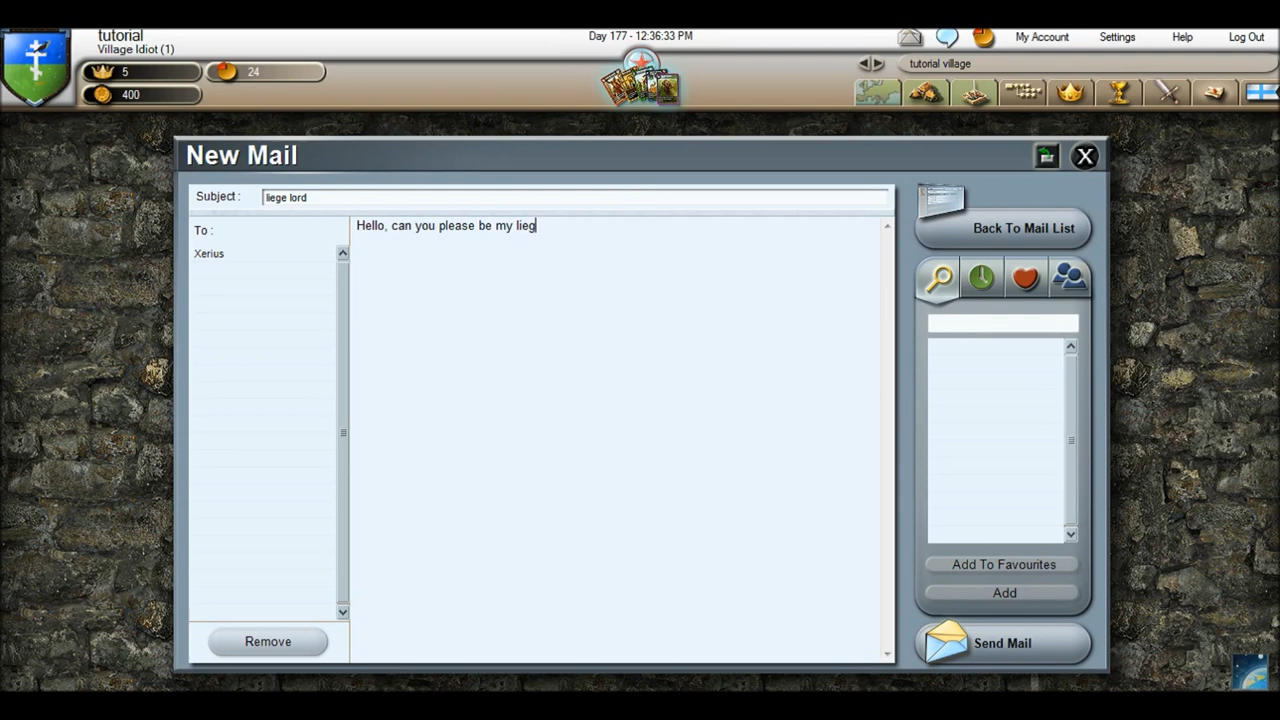 tutorial
Village Idiot (1)
5
24
400
Day 177 - 12:36:33 PM
My Account
Settings
Help
Log Out
tutorial village
New Mail
X
Subject :
liege lord
To :
Xerius
Hello, can you please be my lieg
Back To Mail List
Add To Favourites
Add
Remove
Send Mail